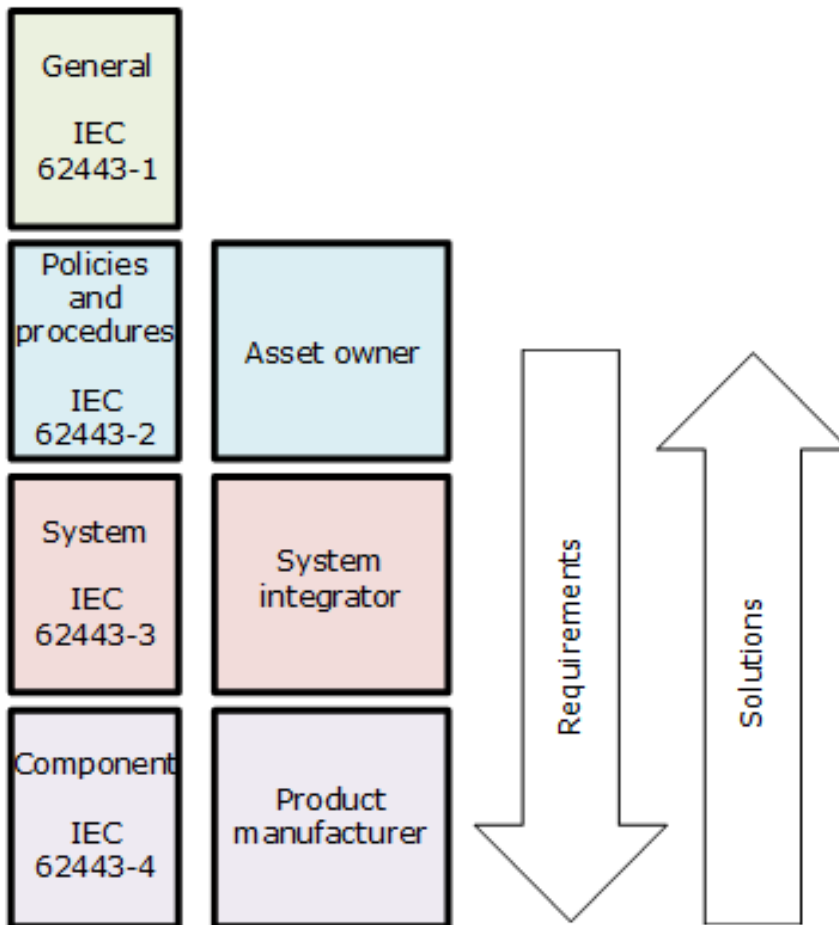 General
IEC
62443-1
Policies
and
procedures
IEC
62443-2
Asset owner
System
IEC
62443-3
System
integrator
Component
IEC
62443-4
Product
manufacturer
Requirements
Solutions